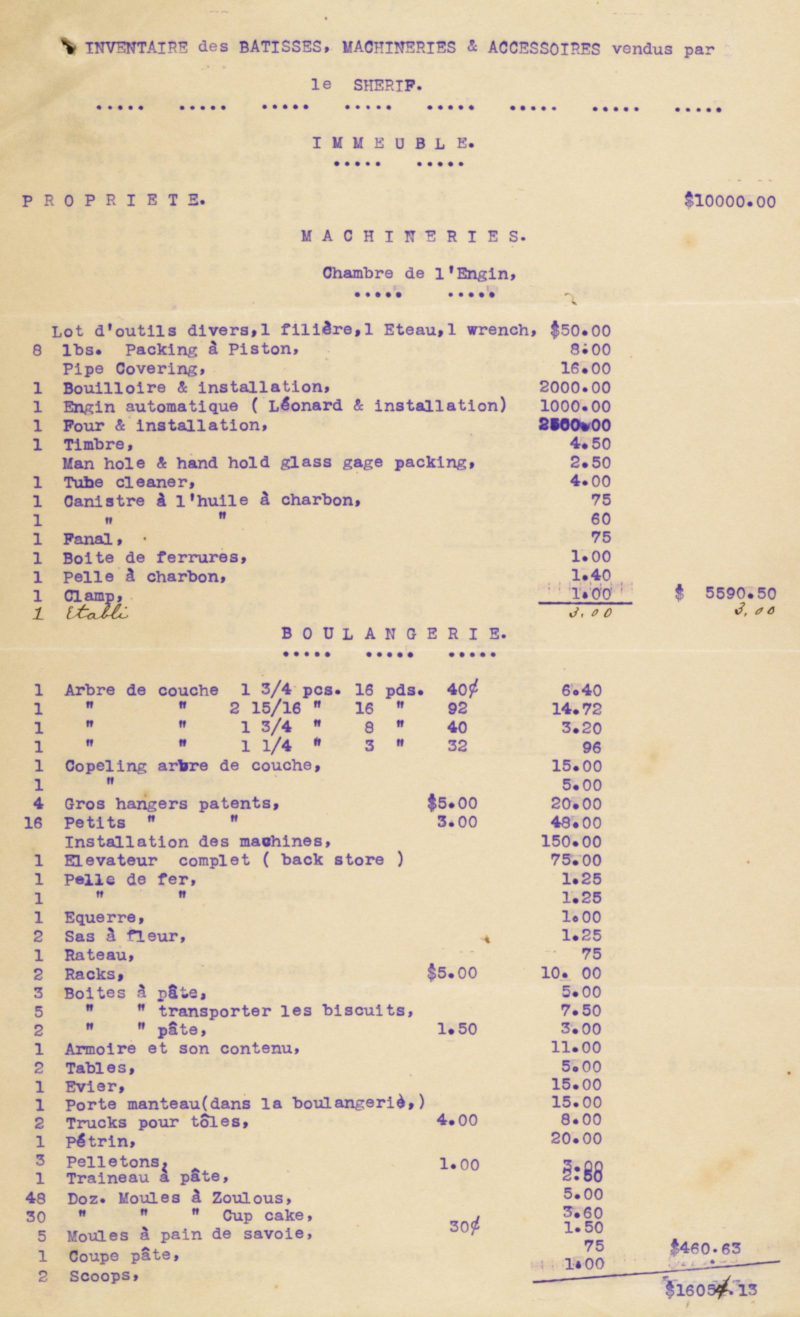 INVENTAIRE des BATISSES, MACHINERIES & ACCESSOIRES vendus par
le SHERIF.
..... ..... ..... ..... ..... ..... ..... .....
I M M E U B L E.
..... .....
P R O P R I E T E. $10000.00
M A C H I N E R I E S.
Chambre de l'Engin,
..... .....
Lot d'outils divers,1 filière,1 Eteau,1 wrench, $50.00
8 lbs. Packing à Piston, 8.00
Pipe Covering, 16.00
1 Bouilloire & installation, 2000.00
1 Engin automatique ( Léonard & installation) 1000.00
1 Four & installation, 2500.00
1 Timbre, 4.50
Man hole & hand hold glass gage packing, 2.50
1 Tube cleaner, 4.00
1 Canistre à l'huile à charbon, 75
1 " " 60
1 Fanal, 75
1 Boite de ferrures, 1.00
1 Pelle à charbon, 1.40
1 Clamp, 1.00 $ 5590.50
1 Etabli 3.00 3.00
B O U L A N G E R I E.
..... ..... .....
1 Arbre de couche 1 3/4 pcs. 16 pds. 40¢ 6.40
1 " " 2 15/16 " 16 " 92 14.72
1 " " 1 3/4 " 8 " 40 3.20
1 " " 1 1/4 " 3 " 32 96
1 Copeling arbre de couche, 15.00
1 " 5.00
4 Gros hangers patents, $5.00 20.00
16 Petits " " 3.00 48.00
Installation des machines, 150.00
1 Elevateur complet ( back store ) 75.00
1 Pelle de fer, 1.25
1 " " 1.25
1 Equerre, 1.00
2 Sas à fleur, 1.25
1 Rateau, 75
2 Racks, $5.00 10. 00
3 Boites à pâte, 5.00
5 " " transporter les biscuits, 7.50
2 " " pâte, 1.50 3.00
1 Armoire et son contenu, 11.00
2 Tables, 5.00
1 Evier, 15.00
1 Porte manteau(dans la boulangerie,) 15.00
2 Trucks pour tôles, 4.00 8.00
1 Pétrin, 20.00
3 Pelletons, 1.00 3.00
1 Traineau à pâte, 2.50
48 Doz. Moules à Zoulous, 5.00
30 " " " Cup cake, 3.60
5 Moules à pain de savoie, 30¢ 1.50
1 Coupe pâte, 75 $460.63
2 Scoops, 1.00
$16054.13